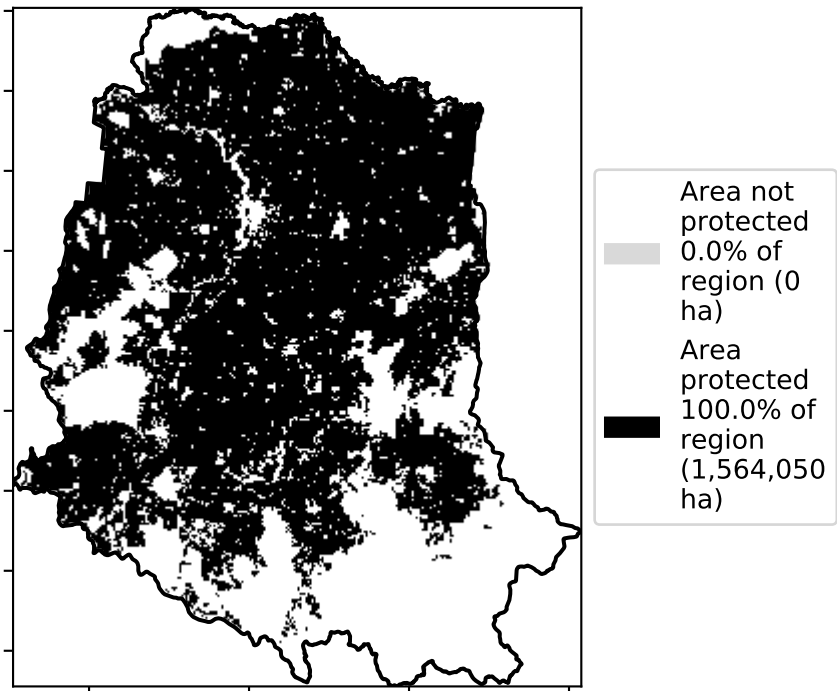 Area not
protected
0.0% of
region (0
ha)
Area
protected
100.0% of
region
(1,564,050
ha)